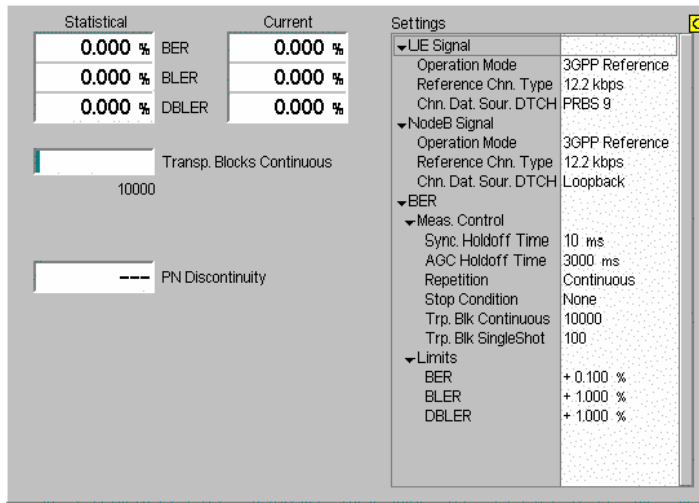 Statistical Current
0.000 % BER 0.000 %
0.000 % BLER 0.000 %
0.000 % DBLER 0.000 %
Transp. Blocks Continuous
10000
--- PN Discontinuity
Settings
UE Signal
Operation Mode 3GPP Reference
Reference Chn. Type 12.2 kbps
Chn. Dat. Sour. DTCH PRBS 9
NodeB Signal
Operation Mode 3GPP Reference
Reference Chn. Type 12.2 kbps
Chn. Dat. Sour. DTCH Loopback
BER
Meas. Control
Sync. Holdoff Time 10 ms
AGC Holdoff Time 3000 ms
Repetition Continuous
Stop Condition None
Trp. Blk Continuous 10000
Trp. Blk SingleShot 100
Limits
BER + 0.100 %
BLER + 1.000 %
DBLER + 1.000 %